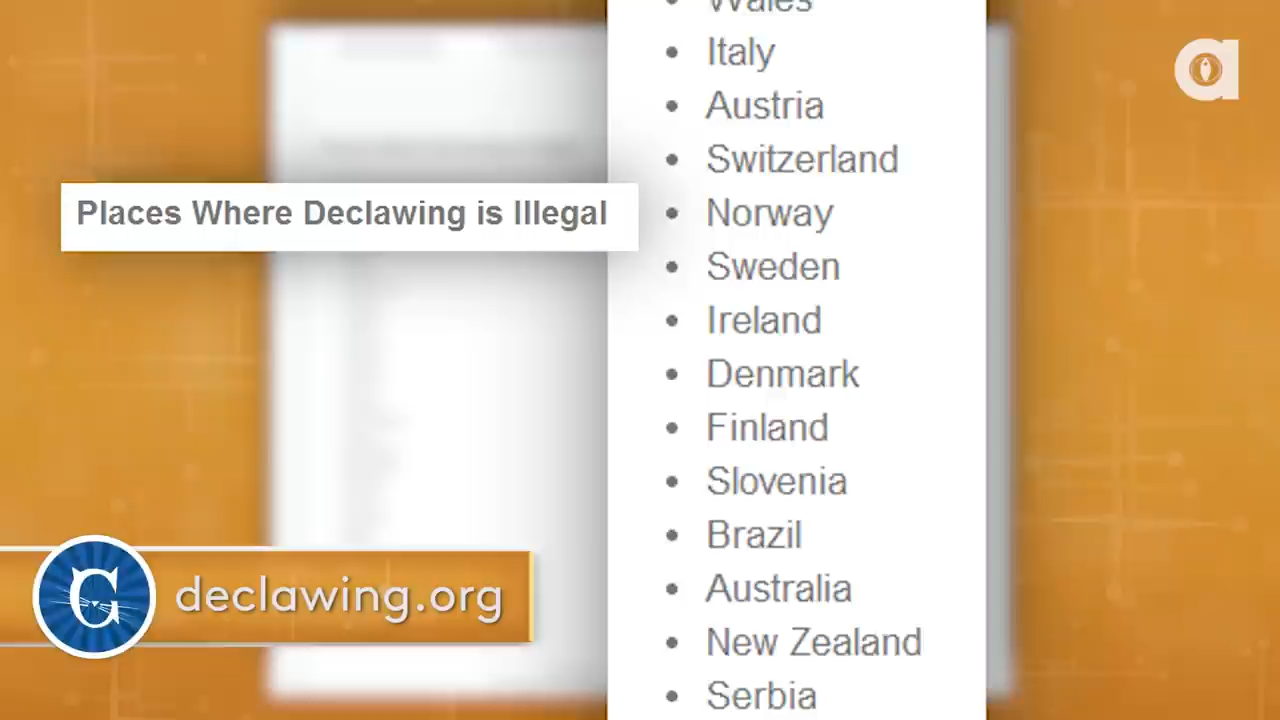 Wales
Italy
Austria
Switzerland
Norway
Sweden
Ireland
Denmark
Finland
Slovenia
Brazil
Australia
New Zealand
Serbia
Places Where Declawing is Illegal
declawing.org